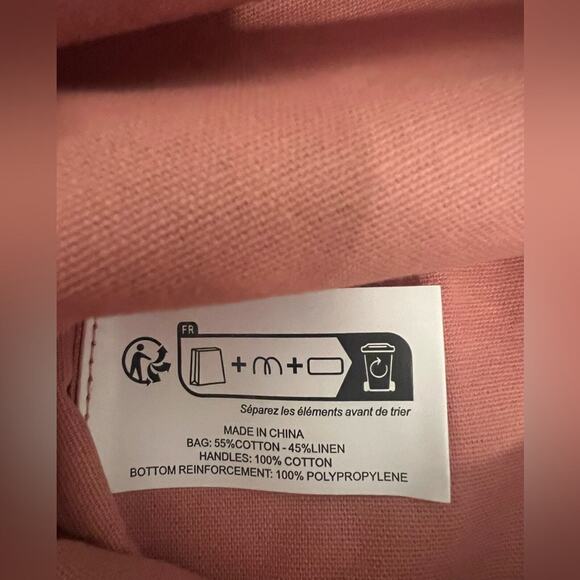 FR
Séparez les éléments avant de trier
MADE IN CHINA
BAG: 55%COTTON - 45%LINEN
HANDLES: 100% COTTON
BOTTOM REINFORCEMENT: 100% POLYPROPYLENE